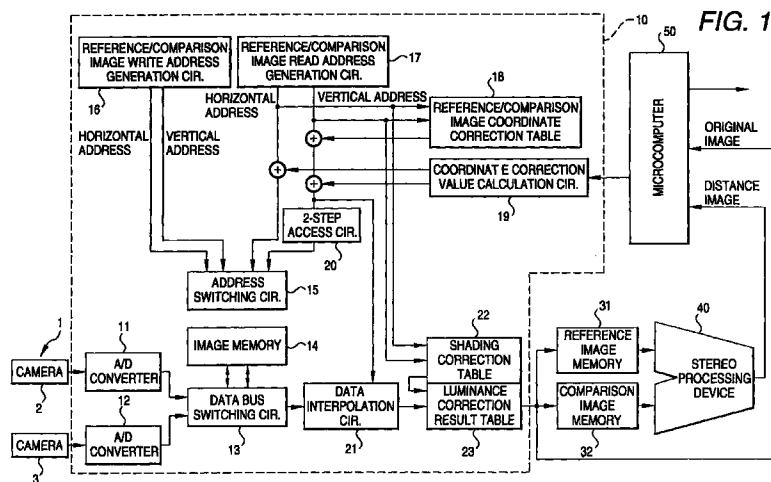 FIG. 1
10
50
REFERENCE/COMPARISON
IMAGE WRITE ADDRESS
GENERATION CIR.
16
REFERENCE/COMPARISON
IMAGE READ ADDRESS
GENERATION CIR.
17
HORIZONTAL
ADDRESS
VERTICAL
ADDRESS
HORIZONTAL
ADDRESS
VERTICAL ADDRESS
18
REFERENCE/COMPARISON
IMAGE COORDINATE
CORRECTION TABLE
COORDINAT E CORRECTION
VALUE CALCULATION CIR.
19
MICROCOMPUTER
ORIGINAL
IMAGE
DISTANCE
IMAGE
2-STEP
ACCESS CIR.
20
ADDRESS
SWITCHING CIR.
15
1
CAMERA
2
11
A/D
CONVERTER
12
A/D
CONVERTER
CAMERA
3
IMAGE MEMORY
14
DATA BUS
SWITCHING CIR.
13
DATA
INTERPOLATION
CIR.
21
22
SHADING
CORRECTION
TABLE
LUMINANCE
CORRECTION
RESULT TABLE
23
31
REFERENCE
IMAGE
MEMORY
COMPARISON
IMAGE
MEMORY
32
40
STEREO
PROCESSING
DEVICE